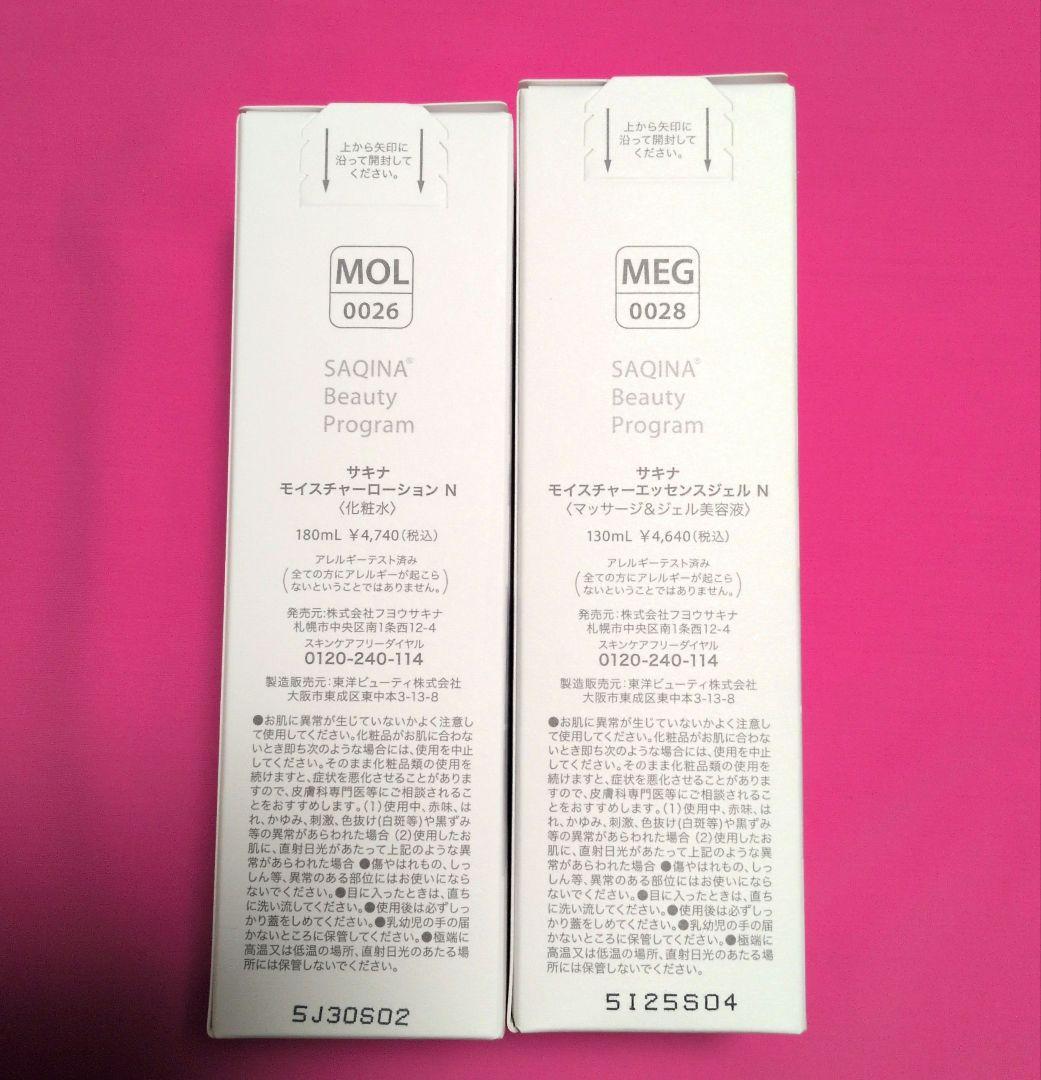 上から矢印に
沿って開封して
ください。
MOL
0026
SAQINA®
Beauty
Program
サキナ
モイスチャーローション N
〈化粧水〉
180mL ¥4,740(税込)
アレルギーテスト済み
(全ての方にアレルギーが起こら
ないということではありません。)
発売元:株式会社フヨウサキナ
札幌市中央区南1条西12-4
スキンケアフリーダイヤル
0120-240-114
製造販売元:東洋ビューティ株式会社
大阪市東成区東中本3-13-8
●お肌に異常が生じていないかよく注意し
て使用してください。化粧品がお肌に合わな
いとき即ち次のような場合には、使用を中止
してください。そのまま化粧品類の使用を
続けますと、症状を悪化させることがありま
すので、皮膚科専門医等にご相談されるこ
とをおすすめします。(1)使用中、赤味、は
れ、かゆみ、刺激、色抜け(白斑等)や黒ずみ
等の異常があらわれた場合 (2)使用したお
肌に、直射日光があたって上記のような異
常があらわれた場合 ●傷やはれもの、しっ
しん等、異常のある部位にはお使いになら
ないでください。●目に入ったときは、直ち
に洗い流してください。●使用後は必ずしっ
かり蓋をしめてください。●乳幼児の手の届
かないところに保管してください。●極端に
高温又は低温の場所、直射日光のあたる場
所には保管しないでください。
5J30S02
上から矢印に
沿って開封して
ください。
MEG
0028
SAQINA®
Beauty
Program
サキナ
モイスチャーエッセンスジェル N
〈マッサージ&ジェル美容液〉
130mL ¥4,640(税込)
アレルギーテスト済み
(全ての方にアレルギーが起こら
ないということではありません。)
発売元:株式会社フヨウサキナ
札幌市中央区南1条西12-4
スキンケアフリーダイヤル
0120-240-114
製造販売元:東洋ビューティ株式会社
大阪市東成区東中本3-13-8
●お肌に異常が生じていないかよく注意し
て使用してください。化粧品がお肌に合わな
いとき即ち次のような場合には、使用を中止
してください。そのまま化粧品類の使用を
続けますと、症状を悪化させることがありま
すので、皮膚科専門医等にご相談されるこ
とをおすすめします。(1)使用中、赤味、は
れ、かゆみ、刺激、色抜け(白斑等)や黒ずみ
等の異常があらわれた場合 (2)使用したお
肌に、直射日光があたって上記のような異
常があらわれた場合 ●傷やはれもの、しっ
しん等、異常のある部位にはお使いになら
ないでください。●目に入ったときは、直ち
に洗い流してください。●使用後は必ずしっ
かり蓋をしめてください。●乳幼児の手の届
かないところに保管してください。●極端に
高温又は低温の場所、直射日光のあたる場
所には保管しないでください。
5I25S04